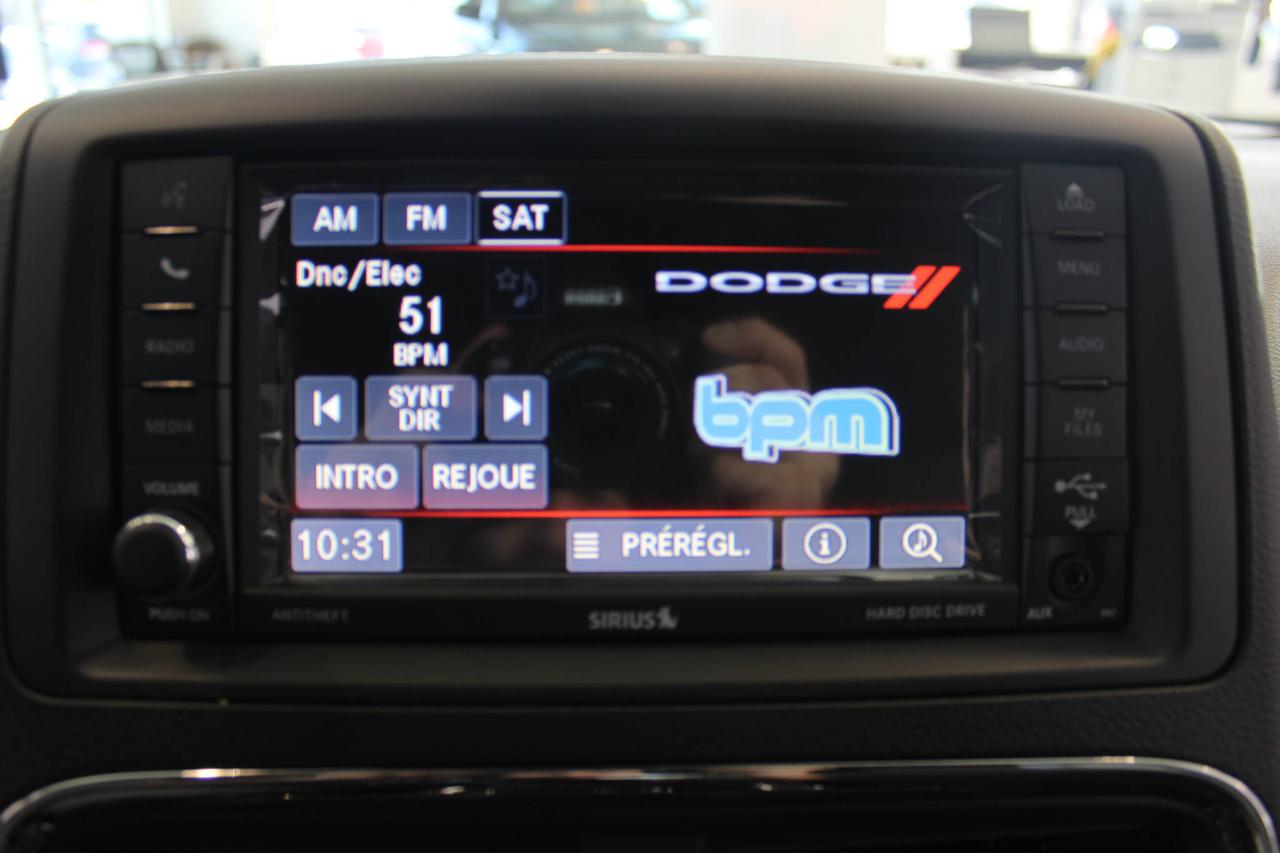 AM FM SAT
Dnc/Elec
51
BPM
DODGE
bpm
SYNT
DIR
INTRO REJOUE
10:31 PRÉRÉGL.
RADIO
MEDIA
VOLUME
PUSH ON
ANTITHEFT
SIRIUS
HARD DISC DRIVE
LOAD
MENU
AUDIO
MY
FILES
PULL
AUX